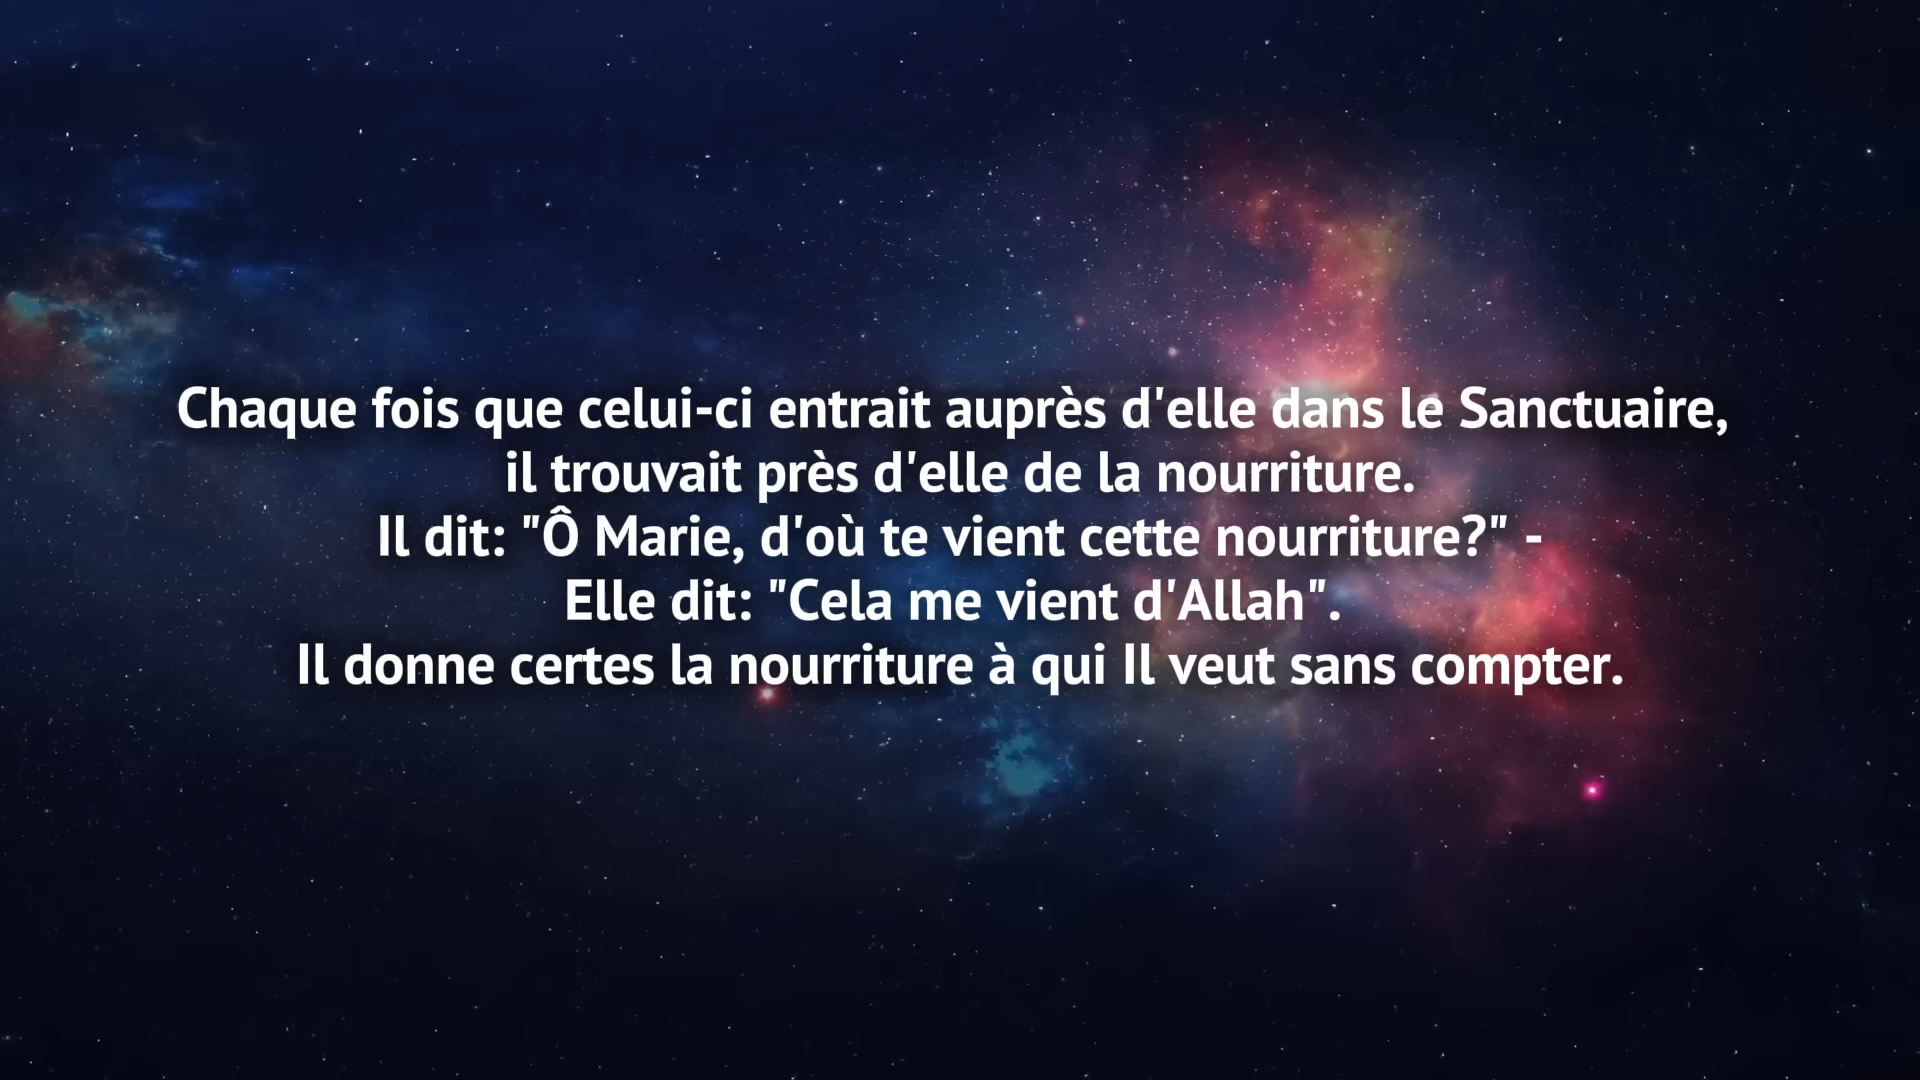 Chaque fois que celui-ci entrait auprès d'elle dans le Sanctuaire,
il trouvait près d'elle de la nourriture.
Il dit: "Ô Marie, d'où te vient cette nourriture?" -
Elle dit: "Cela me vient d'Allah".
Il donne certes la nourriture à qui Il veut sans compter.